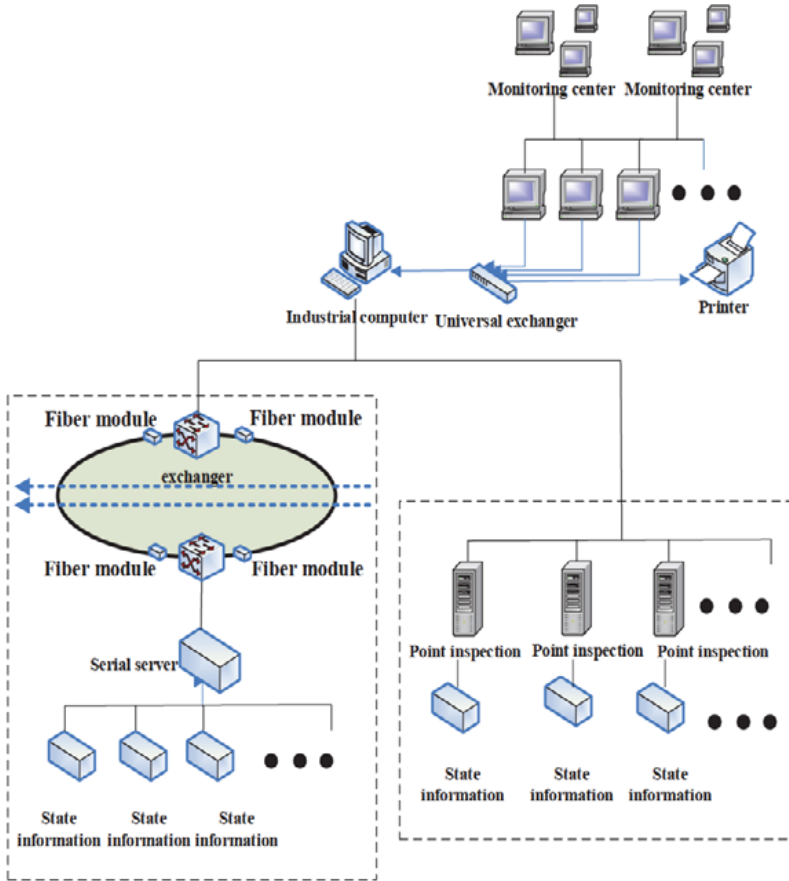 Monitoring center Monitoring center
Industrial computer
Universal exchanger
Printer
Fiber module
Fiber module
exchanger
Fiber module
Fiber module
Serial server
State
information
State
information
State
information
Point inspection
Point inspection
Point inspection
State
information
State
information
State
information